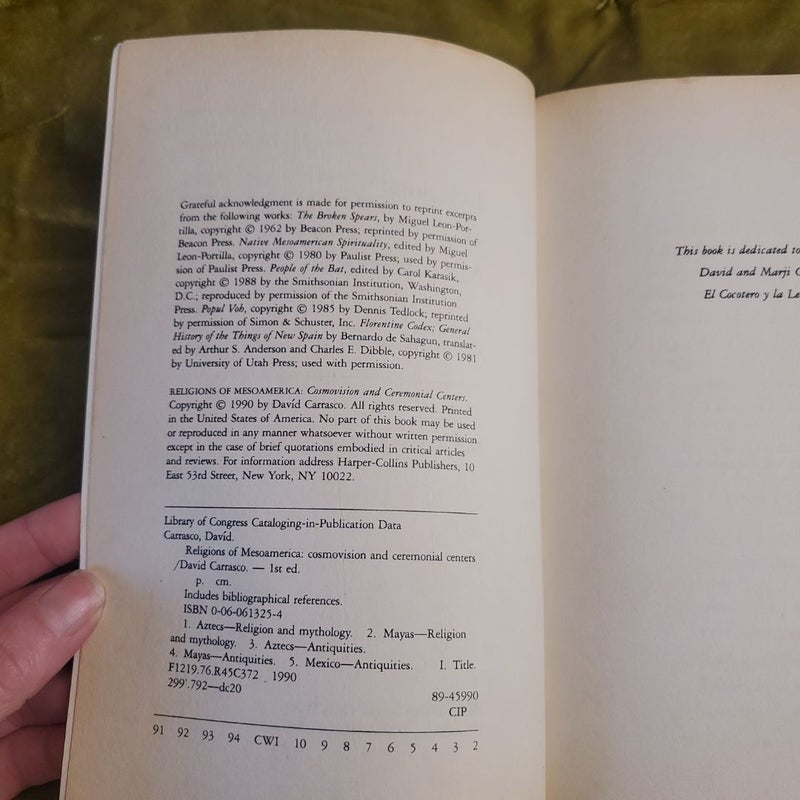 Grateful acknowledgment is made for permission to reprint excerpts
from the following works: The Broken Spears, by Miguel Leon-Por-
tilla, copyright © 1962 by Beacon Press; reprinted by permission of
Beacon Press. Native Mesoamerican Spirituality, edited by Miguel
Leon-Portilla, copyright © 1980 by Paulist Press; used by permis-
sion of Paulist Press. People of the Bat, edited by Carol Karasik,
copyright © 1988 by the Smithsonian Institution, Washington,
D.C.; reproduced by permission of the Smithsonian Institution
Press. Popul Voh, copyright © 1985 by Dennis Tedlock; reprinted
by permission of Simon & Schuster, Inc. Florentine Codex; General
History of the Things of New Spain by Bernardo de Sahagun, translat-
ed by Arthur S. Anderson and Charles E. Dibble, copyright © 1981
by University of Utah Press; used with permission.
RELIGIONS OF MESOAMERICA: Cosmovision and Ceremonial Centers.
Copyright © 1990 by Davíd Carrasco. All rights reserved. Printed
in the United States of America. No part of this book may be used
or reproduced in any manner whatsoever without written permission
except in the case of brief quotations embodied in critical articles
and reviews. For information address Harper-Collins Publishers, 10
East 53rd Street, New York, NY 10022.
Library of Congress Cataloging-in-Publication Data
Carrasco, Davíd.
Religions of Mesoamerica: cosmovision and ceremonial centers
/David Carrasco. — 1st ed.
p. cm.
Includes bibliographical references.
ISBN 0-06-061325-4
1. Aztecs—Religion and mythology. 2. Mayas—Religion
and mythology. 3. Aztecs—Antiquities.
4. Mayas—Antiquities. 5. Mexico—Antiquities. I. Title.
F1219.76.R45C372 1990
299'.792—dc20
89-45990
CIP
91 92 93 94 CWI 10 9 8 7 6 5 4 3 2
This book is dedicated to
David and Marji C
El Cocotero y la Le